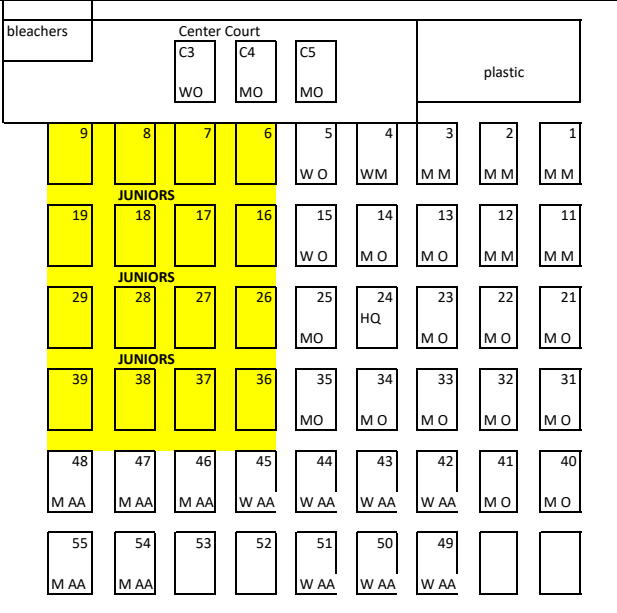 bleachers Center Court
C3 C4 C5
plastic
WO MO MO
9 8 7 6 5 4 3 2 1
W O WM M M M M M M
JUNIORS
19 18 17 16 15 14 13 12 11
W O M O M O M M M M
JUNIORS
29 28 27 26 25 24 23 22 21
HQ
MO M O M O M O
JUNIORS
39 38 37 36 35 34 33 32 31
MO M O M O M O M O
48 47 46 45 44 43 42 41 40
M AA M AA M AA W AA W AA W AA W AA M O M O
55 54 53 52 51 50 49
M AA M AA W AA W AA W AA